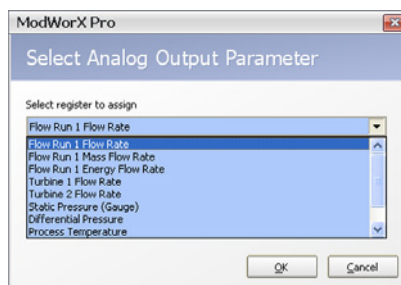 ModWorX Pro
Select Analog Output Parameter
Select register to assign
Flow Run 1 Flow Rate
Flow Run 1 Flow Rate
Flow Run 1 Mass Flow Rate
Flow Run 1 Energy Flow Rate
Turbine 1 Flow Rate
Turbine 2 Flow Rate
Static Pressure (Gauge)
Differential Pressure
Process Temperature
OK Cancel